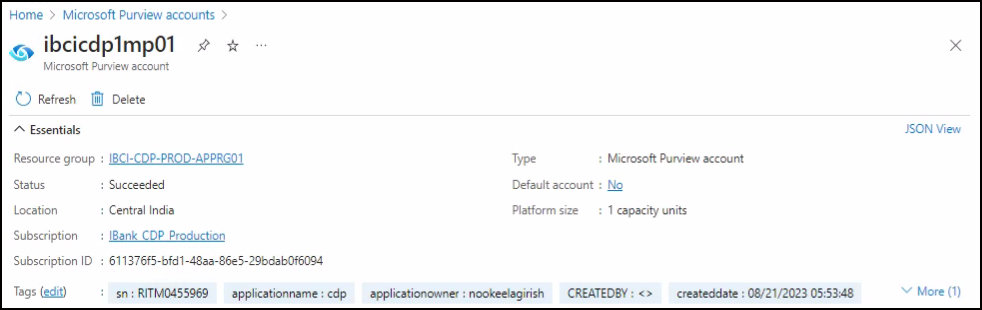 Home > Microsoft Purview accounts >
ibcicdp1mp01
Microsoft Purview account
Refresh Delete
Essentials JSON View
Resource group : IBCI-CDP-PROD-APPRG01 Type : Microsoft Purview account
Status : Succeeded Default account : No
Location : Central India Platform size : 1 capacity units
Subscription : IBank CDP Production
Subscription ID : 611376f5-bfd1-48aa-86e5-29bdab0f6094
Tags (edit) : sn : RITM0455969 applicationname : cdp applicationowner : nookeelagirish CREATEDBY : <> createddate : 08/21/2023 05:53:48 More (1)